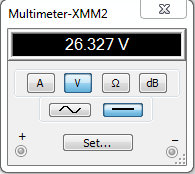 Multimeter-XMM2
26.327 V
A V Ω dB
+ Set... −